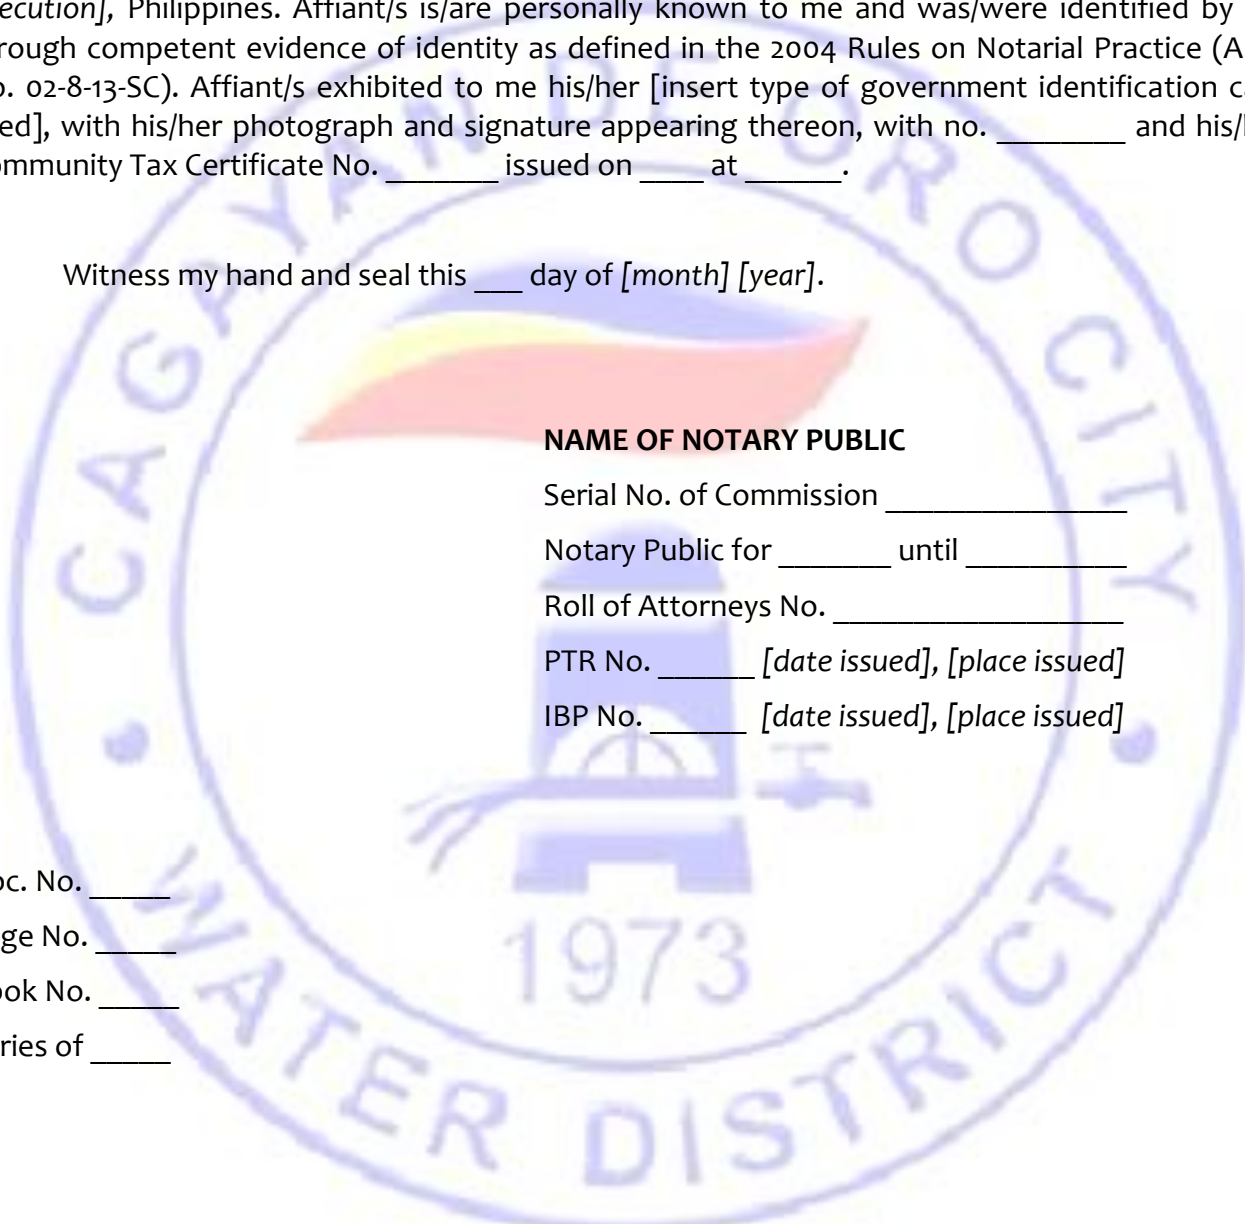 ecution], Philippines. Affiant/s is/are personally known to me and was/were identified by
rough competent evidence of identity as defined in the 2004 Rules on Notarial Practice (A
o. 02-8-13-SC). Affiant/s exhibited to me his/her [insert type of government identification ca
ed], with his/her photograph and signature appearing thereon, with no. ________ and his/h
ommunity Tax Certificate No. _______ issued on ____ at ______.
Witness my hand and seal this ___ day of [month] [year].
NAME OF NOTARY PUBLIC
Serial No. of Commission _______________
Notary Public for _______ until __________
Roll of Attorneys No. __________________
PTR No. ______ [date issued], [place issued]
IBP No. ______ [date issued], [place issued]
oc. No. _____
ge No. _____
ook No. _____
ries of _____
CAGAYAN DE ORO CITY
WATER DISTRICT
1973